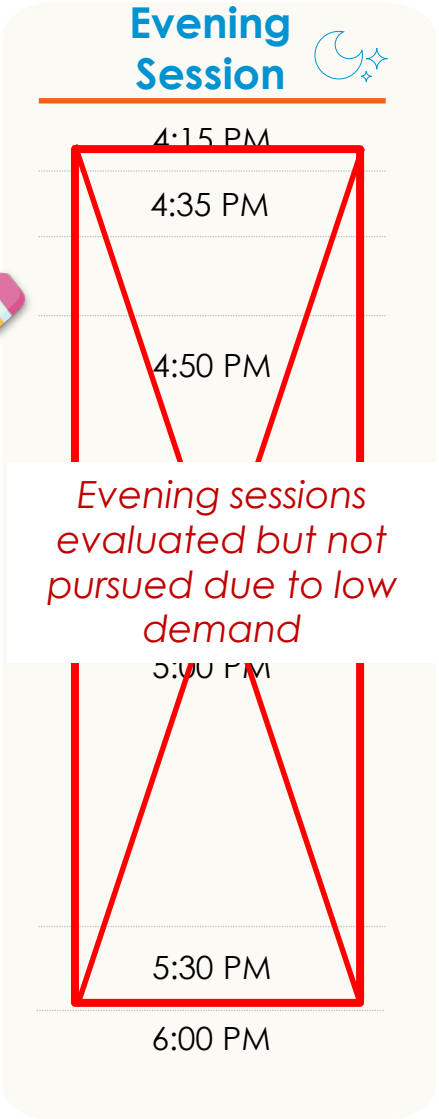 Evening
Session
4:15 PM
4:35 PM
4:50 PM
Evening sessions
evaluated but not
pursued due to low
demand
5:00 PM
5:30 PM
6:00 PM